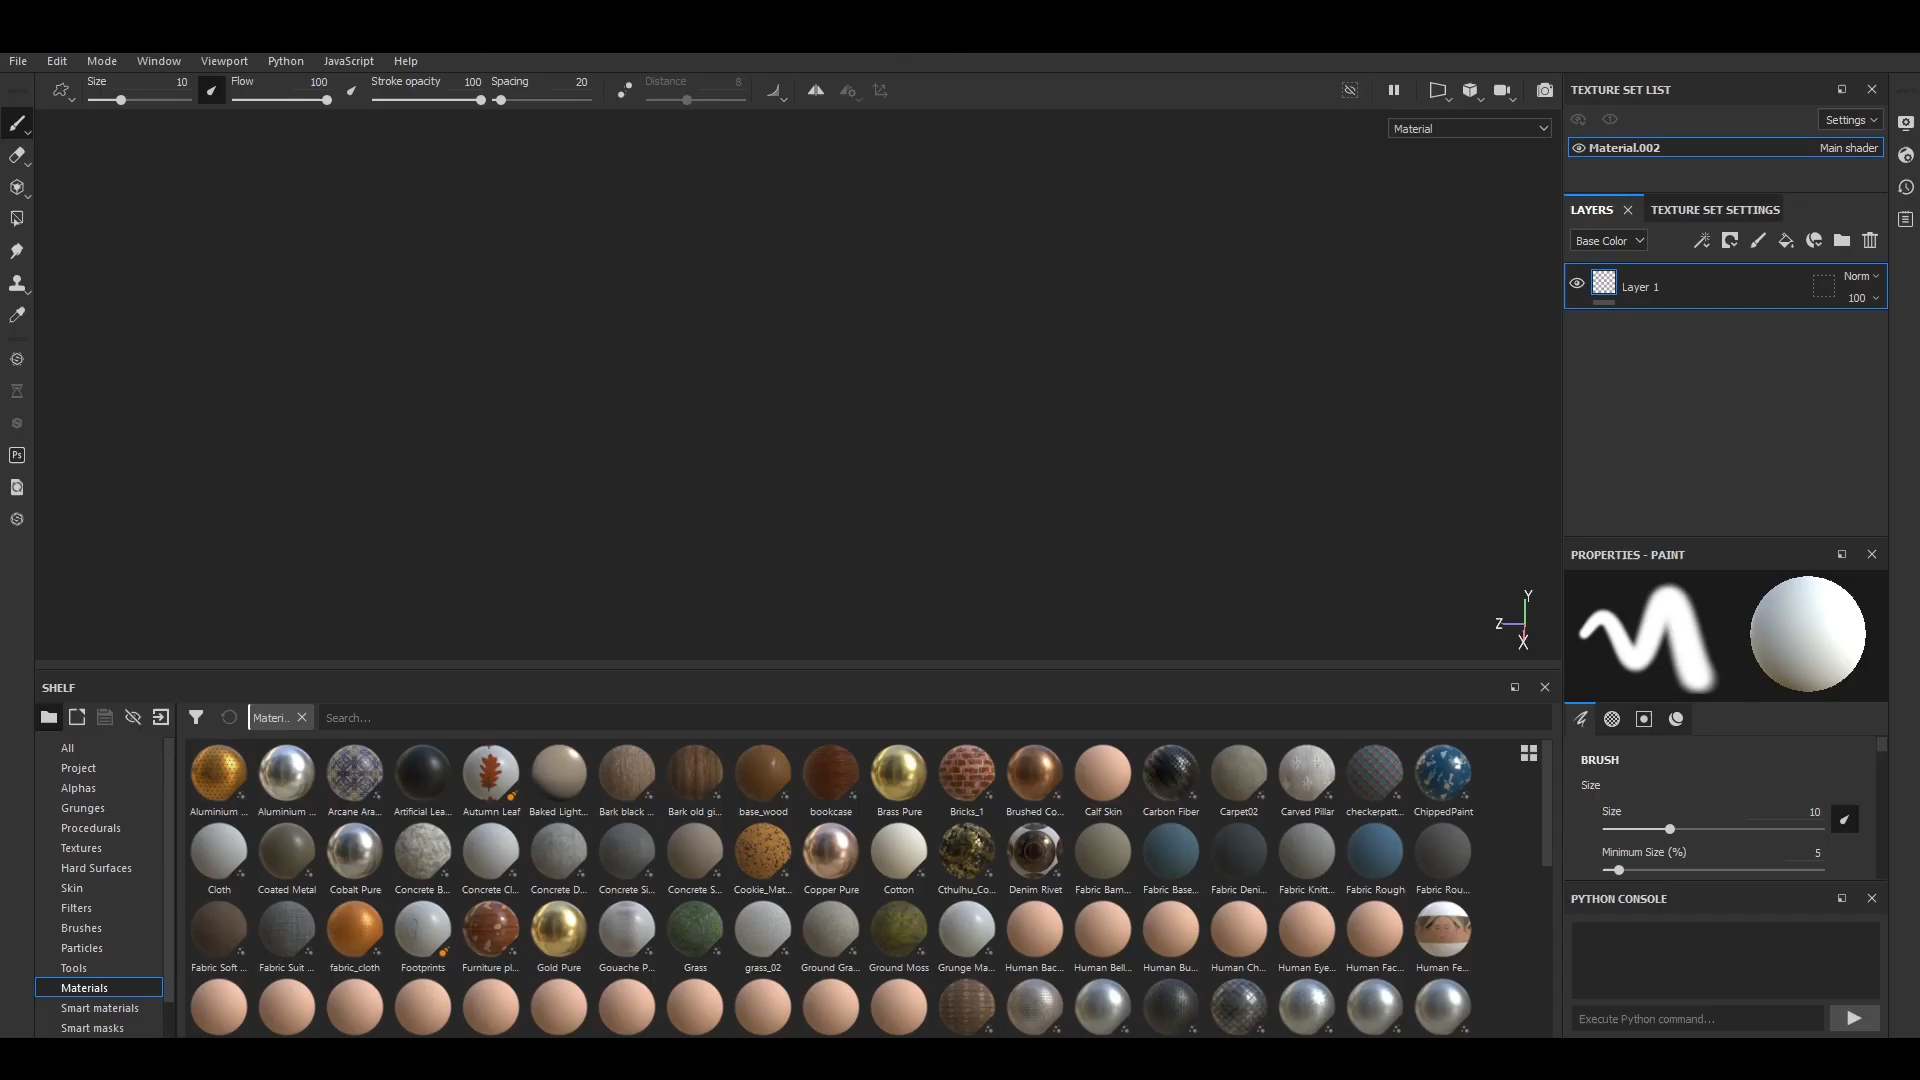 File Edit Mode Window Viewport Python JavaScript Help
Size 10 Flow 100 Stroke opacity 100 Spacing 20 Distance 8
Material
TEXTURE SET LIST
Settings
Material.002 Main shader
LAYERS TEXTURE SET SETTINGS
Base Color
Layer 1 Norm 100
PROPERTIES - PAINT
BRUSH
Size
Size 10
Minimum Size (%) 5
PYTHON CONSOLE
Execute Python command...
Y
Z
X
Ps
SHELF
Materi.. Search...
All
Project
Alphas
Grunges
Procedurals
Textures
Hard Surfaces
Skin
Filters
Brushes
Particles
Tools
Materials
Smart materials
Smart masks
Aluminium ... Aluminium ... Arcane Ara... Artificial Lea... Autumn Leaf Baked Light... Bark black ... Bark old gi... base_wood bookcase Brass Pure Bricks_1 Brushed Co... Calf Skin Carbon Fiber Carpet02 Carved Pillar checkerpatt... ChippedPaint
Cloth Coated Metal Cobalt Pure Concrete B... Concrete Cl... Concrete D... Concrete Si... Concrete S... Cookie_Mat... Copper Pure Cotton Cthulhu_Co... Denim Rivet Fabric Bam... Fabric Base... Fabric Deni... Fabric Knitt... Fabric Rough Fabric Rou...
Fabric Soft ... Fabric Suit ... fabric_cloth Footprints Furniture pl... Gold Pure Gouache P... Grass grass_02 Ground Gra... Ground Moss Grunge Ma... Human Bac... Human Bell... Human Bu... Human Ch... Human Eye... Human Fac... Human Fe...